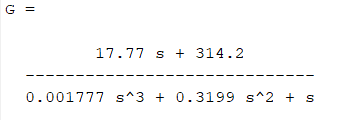 G =
17.77 s + 314.2
-----------------------------
0.001777 s^3 + 0.3199 s^2 + s